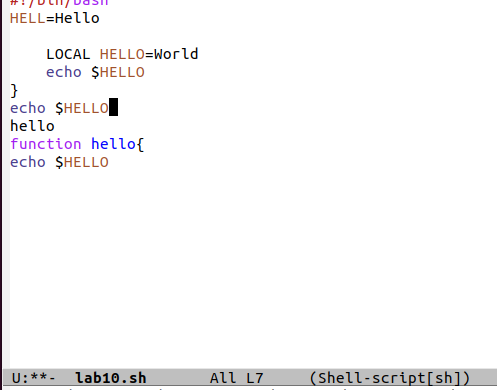 #!/bin/bash
HELL=Hello

    LOCAL HELLO=World
    echo $HELLO
}
echo $HELLO
hello
function hello{
echo $HELLO
U:**-  lab10.sh       All L7     (Shell-script[sh])